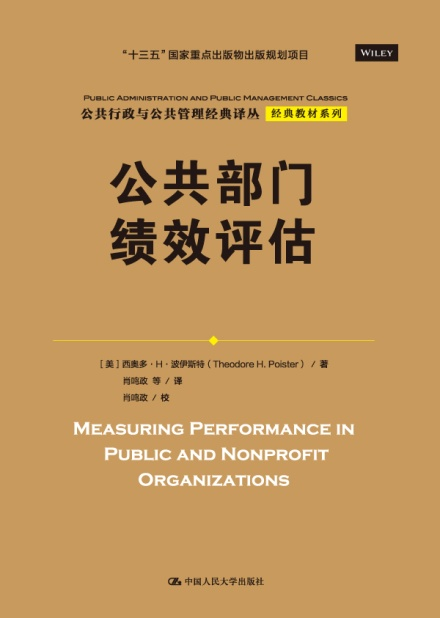 “十三五”国家重点出版物出版规划项目
WILEY
PUBLIC ADMINISTRATION AND PUBLIC MANAGEMENT CLASSICS
公共行政与公共管理经典译丛 经典教材系列
公共部门
绩效评估
[美]西奥多·H·波伊斯特(Theodore H. Poister) / 著
肖鸣政 等 / 译
肖鸣政 / 校
MEASURING PERFORMANCE IN
PUBLIC AND NONPROFIT
ORGANIZATIONS
中国人民大学出版社